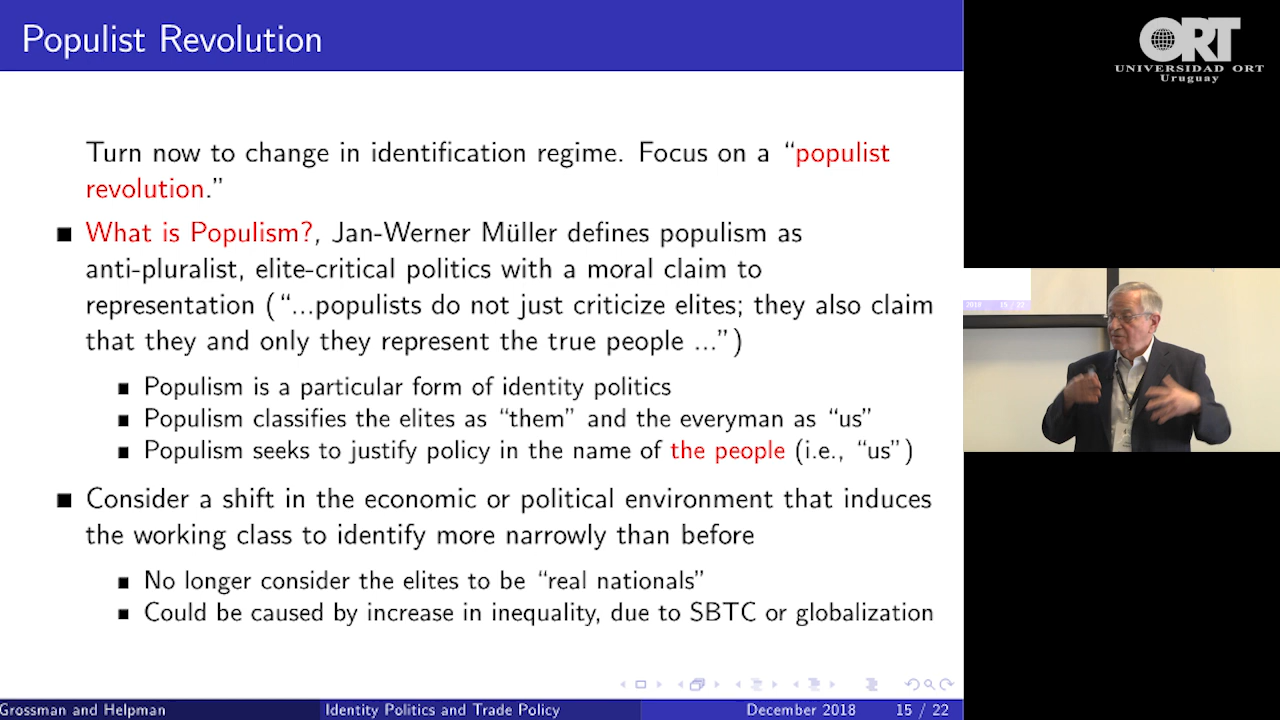 Populist Revolution
Turn now to change in identification regime. Focus on a “populist
revolution.”
What is Populism?, Jan-Werner Müller defines populism as
anti-pluralist, elite-critical politics with a moral claim to
representation (“...populists do not just criticize elites; they also claim
that they and only they represent the true people ...”)
Populism is a particular form of identity politics
Populism classifies the elites as “them” and the everyman as “us”
Populism seeks to justify policy in the name of the people (i.e., “us”)
Consider a shift in the economic or political environment that induces
the working class to identify more narrowly than before
No longer consider the elites to be “real nationals”
Could be caused by increase in inequality, due to SBTC or globalization
Grossman and Helpman Identity Politics and Trade Policy December 2018 15 / 22
ORT
UNIVERSIDAD ORT
Uruguay
2018 15 / 22